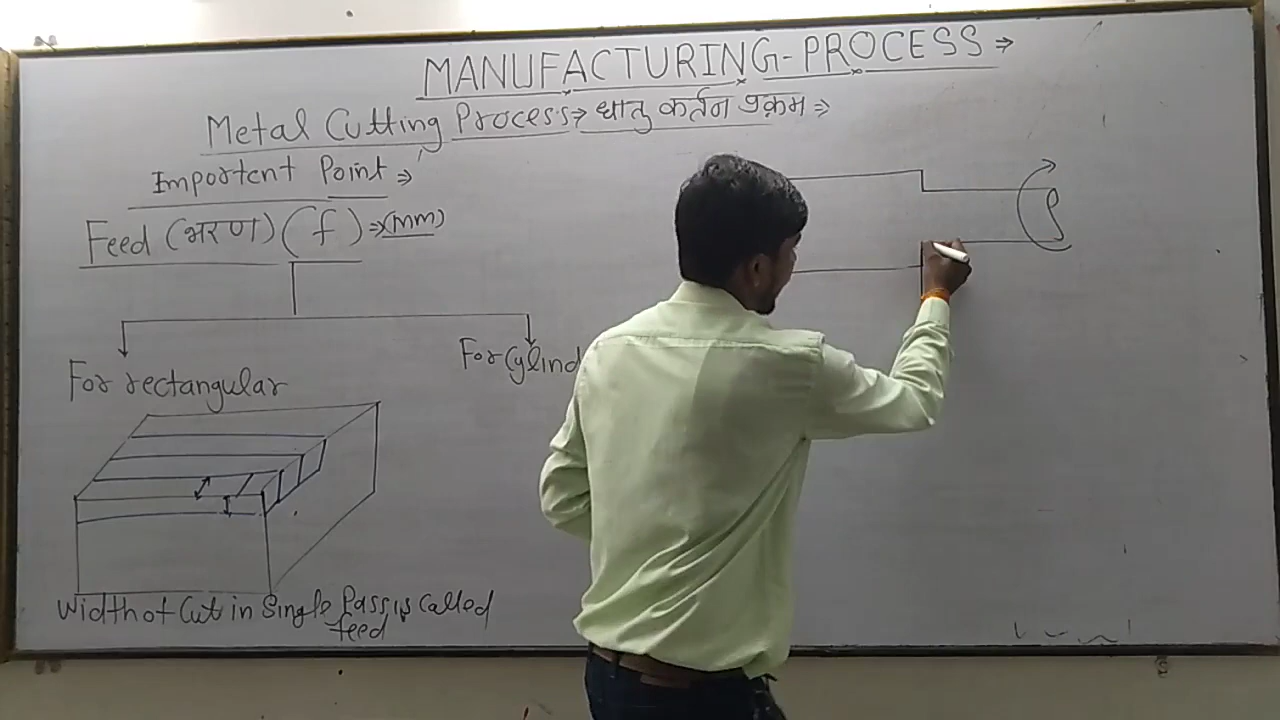 MANUFACTURING-PROCESS ⇒
Metal Cutting Process ⇒ धातु कर्तन प्रक्रम ⇒
Important Point ⇒
Feed (भरण) (f) ⇒ (mm)
For rectangular
For Cylind
Width of Cut in Single Pass is Called
feed